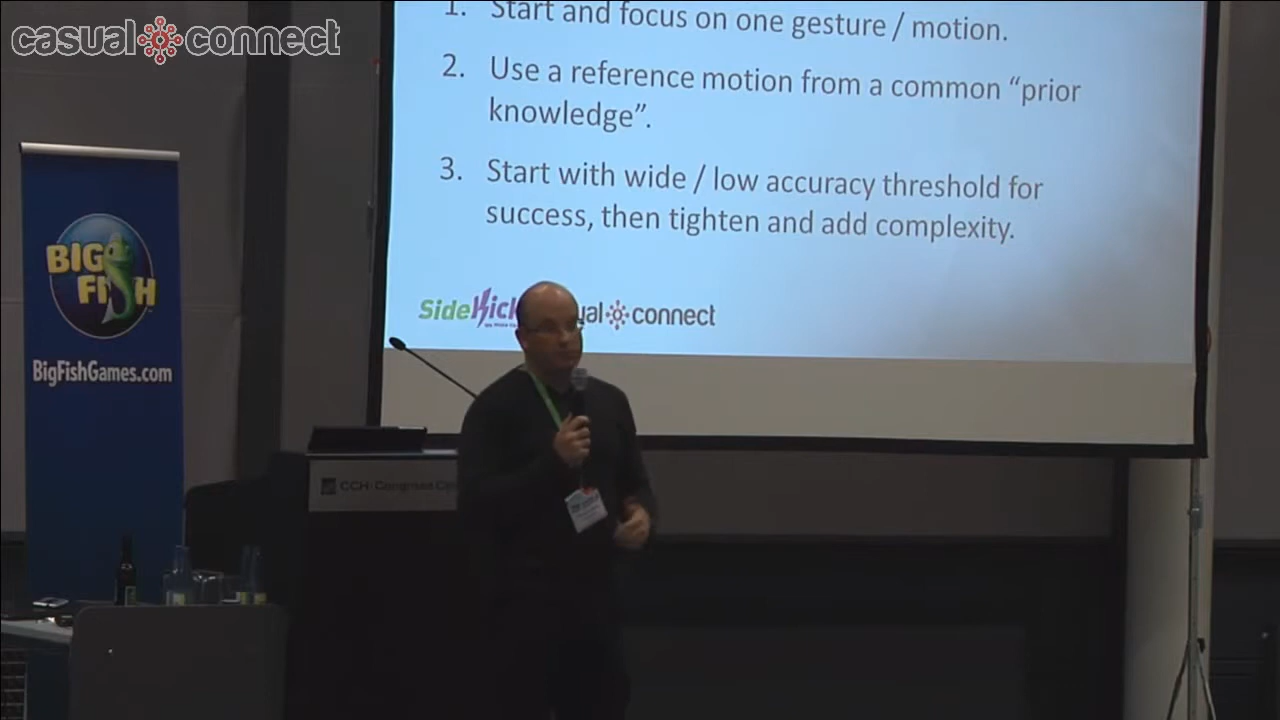 casual connect
1. Start and focus on one gesture / motion.
2. Use a reference motion from a common “prior
knowledge”.
3. Start with wide / low accuracy threshold for
success, then tighten and add complexity.
SideKick
ual connect
BIG
FISH
BigFishGames.com
CCH: Congress